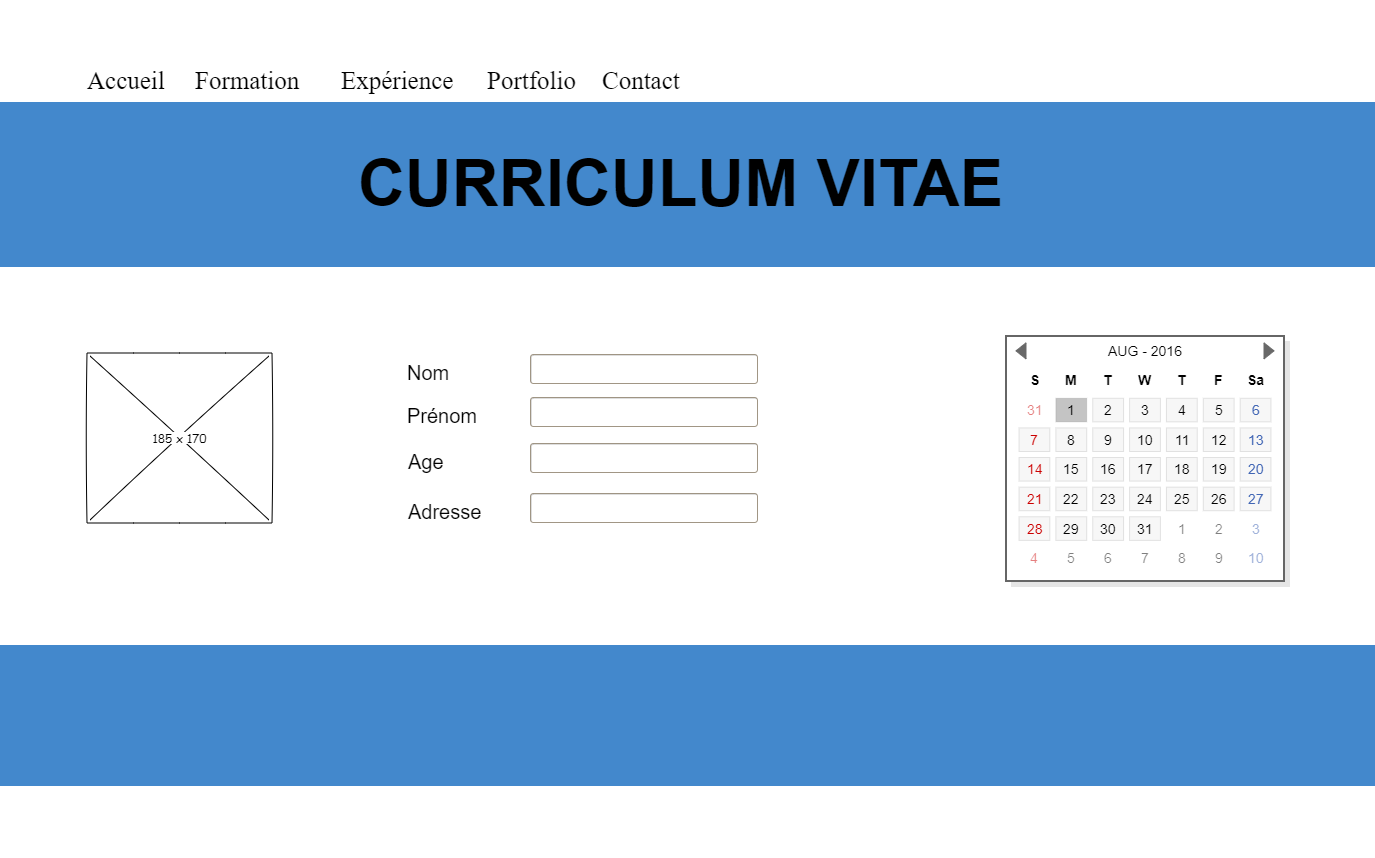 Accueil Formation Expérience Portfolio Contact
CURRICULUM VITAE
185 x 170
Nom
Prénom
Age
Adresse
AUG - 2016
S M T W T F Sa
31 1 2 3 4 5 6
7 8 9 10 11 12 13
14 15 16 17 18 19 20
21 22 23 24 25 26 27
28 29 30 31 1 2 3
4 5 6 7 8 9 10